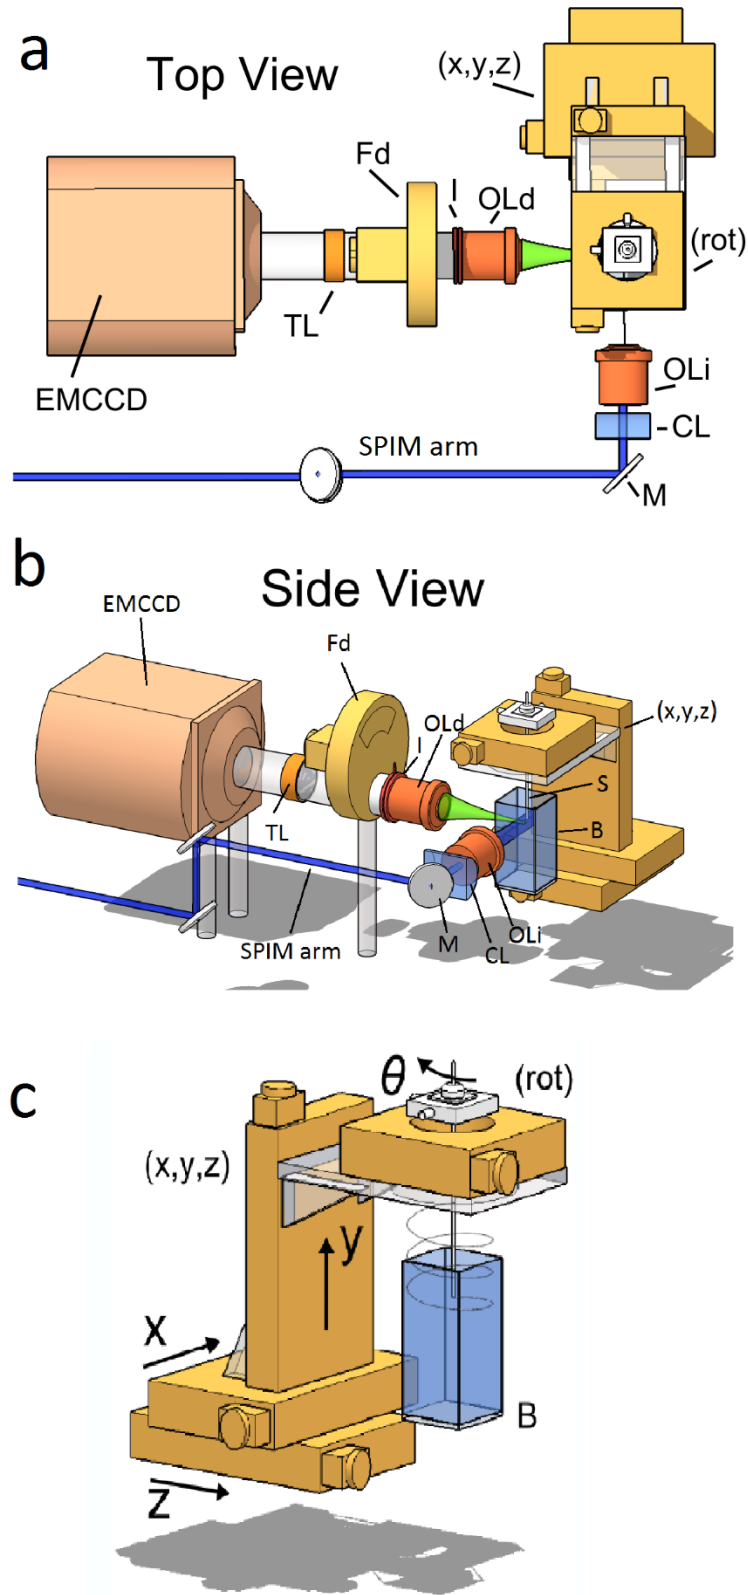 a
Top View
(x,y,z)
Fd
I
OLd
(rot)
TL
EMCCD
OLi
CL
SPIM arm
M
b
Side View
EMCCD
Fd
(x,y,z)
OLd
I
S
TL
B
OLi
M
CL
SPIM arm
c
θ
(rot)
(x,y,z)
y
x
B
z